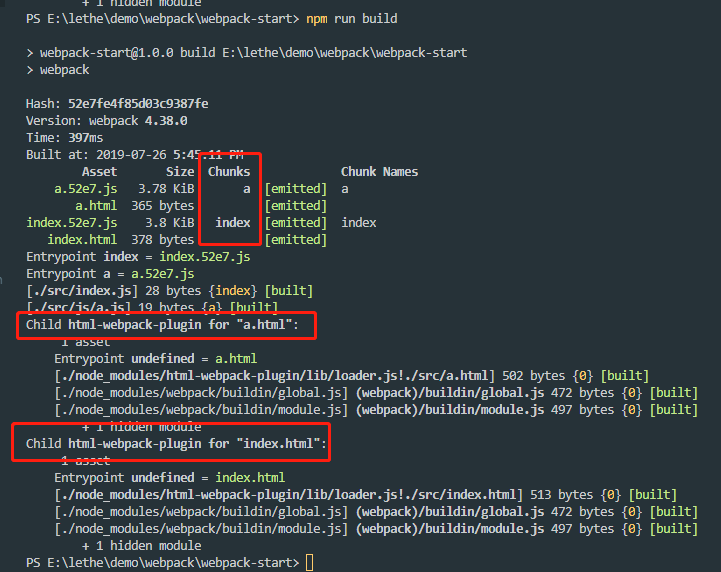 + 1 hidden module
PS E:\lethe\demo\webpack\webpack-start> npm run build
> webpack-start@1.0.0 build E:\lethe\demo\webpack\webpack-start
> webpack
Hash: 52e7fe4f85d03c9387fe
Version: webpack 4.38.0
Time: 397ms
Built at: 2019-07-26 5:45:11 PM
Asset Size Chunks Chunk Names
a.52e7.js 3.78 KiB a [emitted] a
a.html 365 bytes [emitted]
index.52e7.js 3.8 KiB index [emitted] index
index.html 378 bytes [emitted]
Entrypoint index = index.52e7.js
Entrypoint a = a.52e7.js
[./src/index.js] 28 bytes {index} [built]
[./src/js/a.js] 19 bytes {a} [built]
Child html-webpack-plugin for "a.html":
1 asset
Entrypoint undefined = a.html
[./node_modules/html-webpack-plugin/lib/loader.js!./src/a.html] 502 bytes {0} [built]
[./node_modules/webpack/buildin/global.js] (webpack)/buildin/global.js 472 bytes {0} [built]
[./node_modules/webpack/buildin/module.js] (webpack)/buildin/module.js 497 bytes {0} [built]
+ 1 hidden module
Child html-webpack-plugin for "index.html":
1 asset
Entrypoint undefined = index.html
[./node_modules/html-webpack-plugin/lib/loader.js!./src/index.html] 513 bytes {0} [built]
[./node_modules/webpack/buildin/global.js] (webpack)/buildin/global.js 472 bytes {0} [built]
[./node_modules/webpack/buildin/module.js] (webpack)/buildin/module.js 497 bytes {0} [built]
+ 1 hidden module
PS E:\lethe\demo\webpack\webpack-start>